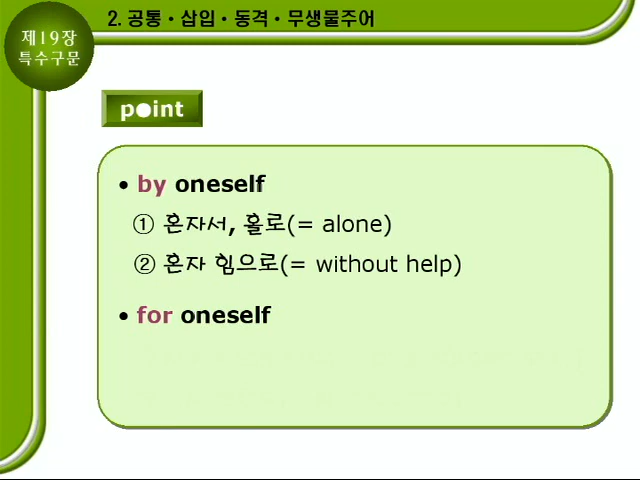 2. 공통 • 삽입 • 동격 • 무생물주어
제19장
특수구문
point
• by oneself
① 혼자서, 홀로(= alone)
② 혼자 힘으로(= without help)
• for oneself